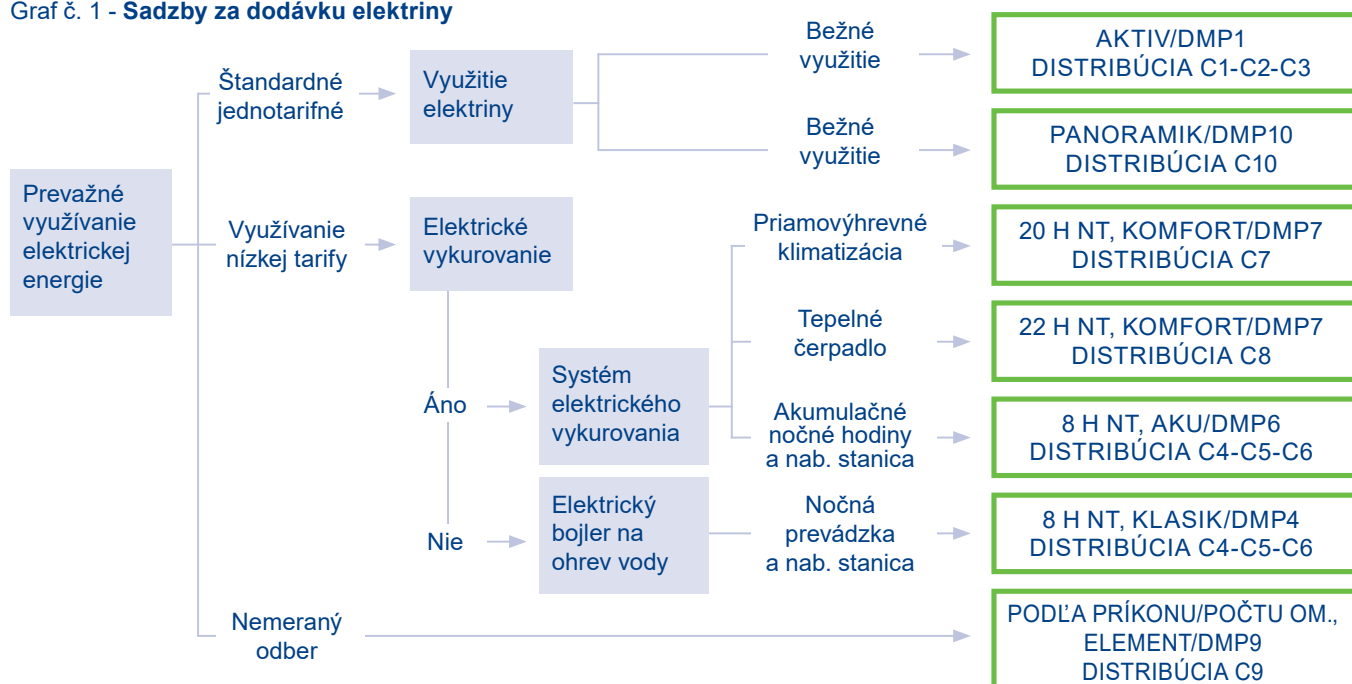 Graf č. 1 - Sadzby za dodávku elektriny
Prevažné
využívanie
elektrickej
energie
Štandardné
jednotarifné
Využitie
elektriny
Bežné
využitie
AKTIV/DMP1
DISTRIBÚCIA C1-C2-C3
Bežné
využitie
PANORAMIK/DMP10
DISTRIBÚCIA C10
Využívanie
nízkej tarify
Elektrické
vykurovanie
Priamovýhrevné
klimatizácia
20 H NT, KOMFORT/DMP7
DISTRIBÚCIA C7
Tepelné
čerpadlo
22 H NT, KOMFORT/DMP7
DISTRIBÚCIA C8
Áno
Systém
elektrického
vykurovania
Akumulačné
nočné hodiny
a nab. stanica
8 H NT, AKU/DMP6
DISTRIBÚCIA C4-C5-C6
Nie
Elektrický
bojler na
ohrev vody
Nočná
prevádzka
a nab. stanica
8 H NT, KLASIK/DMP4
DISTRIBÚCIA C4-C5-C6
Nemeraný
odber
PODĽA PRÍKONU/POČTU OM.,
ELEMENT/DMP9
DISTRIBÚCIA C9